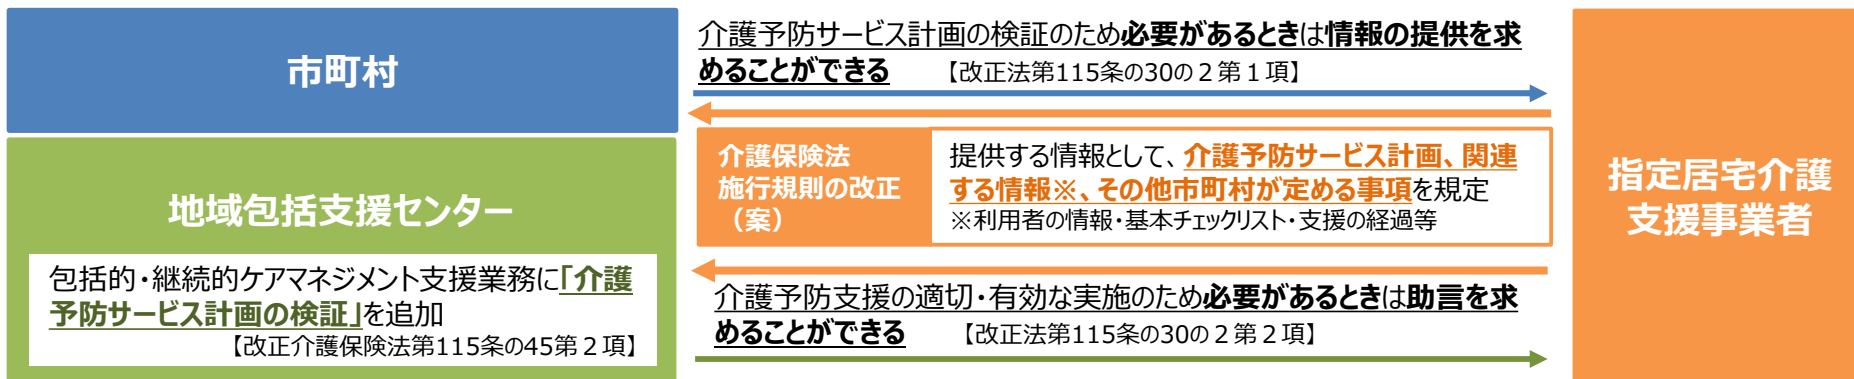 市町村
地域包括支援センター
包括的・継続的ケアマネジメント支援業務に「介護
予防サービス計画の検証」を追加
【改正介護保険法第115条の45第２項】
介護予防サービス計画の検証のため必要があるときは情報の提供を求
めることができる　【改正法第115条の30の２第１項】
介護保険法
施行規則の改正
（案）
提供する情報として、介護予防サービス計画、関連
する情報※、その他市町村が定める事項を規定
※利用者の情報・基本チェックリスト・支援の経過等
介護予防支援の適切・有効な実施のため必要があるときは助言を求
めることができる　【改正法第115条の30の２第２項】
指定居宅介護
支援事業者